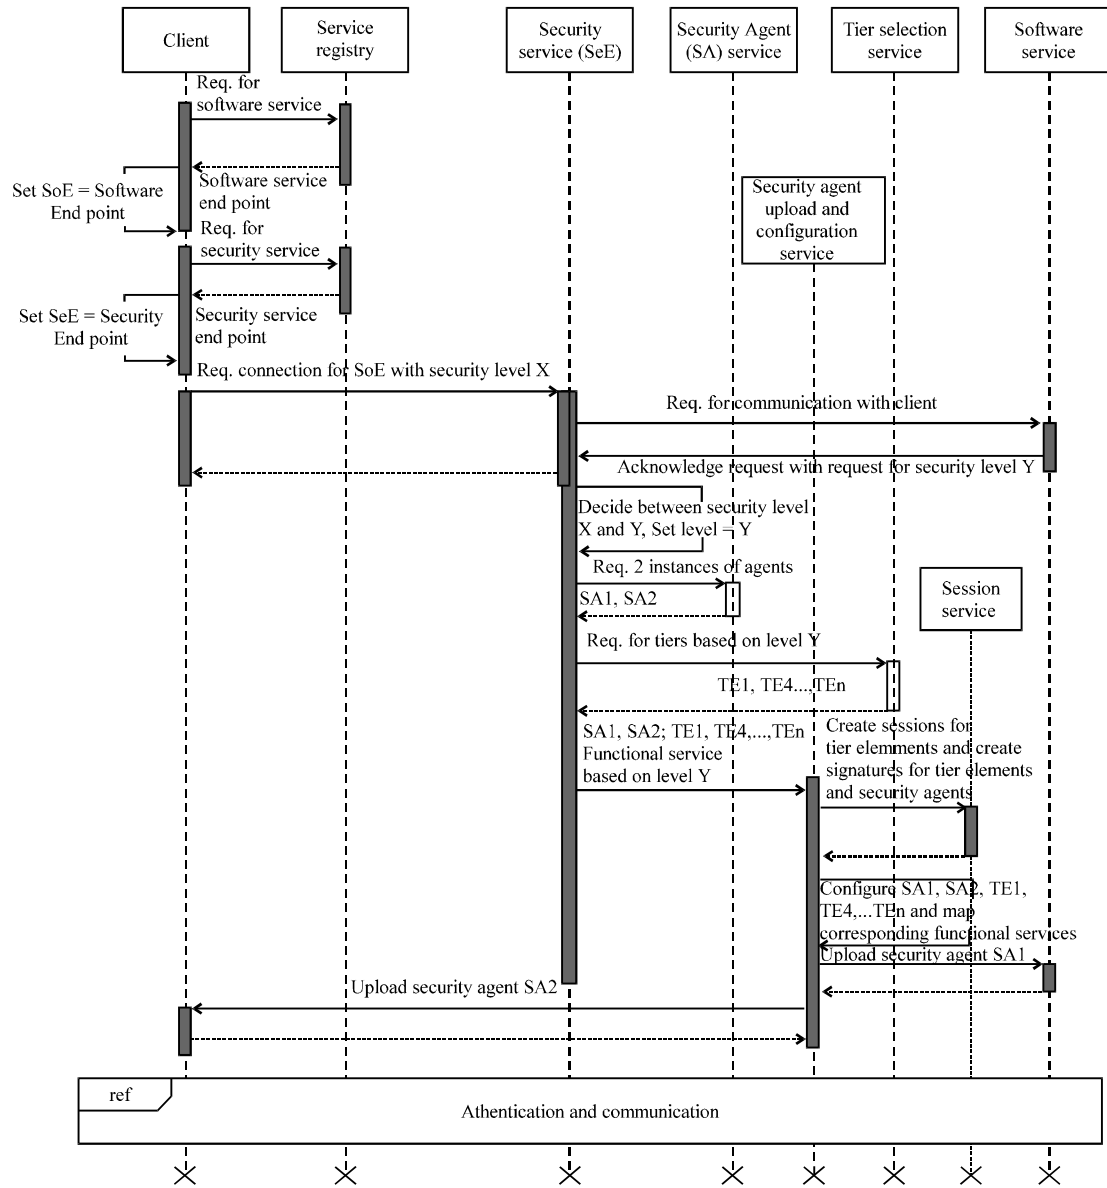 Client
Service
registry
Security
service (SeE)
Security Agent
(SA) service
Tier selection
service
Software
service
Req. for
software service
Set SoE = Software
End point
Software service
end point
Req. for
security service
Security agent
upload and
configuration
service
Set SeE = Security
End point
Security service
end point
Req. connection for SoE with security level X
Req. for communication with client
Acknowledge request with request for security level Y
Decide between security level
X and Y, Set level = Y
Req. 2 instances of agents
SA1, SA2
Session
service
Req. for tiers based on level Y
TE1, TE4...,TEn
SA1, SA2; TE1, TE4,...,TEn
Functional service
based on level Y
Create sessions for
tier elemments and create
signatures for tier elements
and security agents
Configure SA1, SA2, TE1,
TE4,...TEn and map
corresponding functional services
Upload security agent SA1
Upload security agent SA2
ref
Athentication and communication